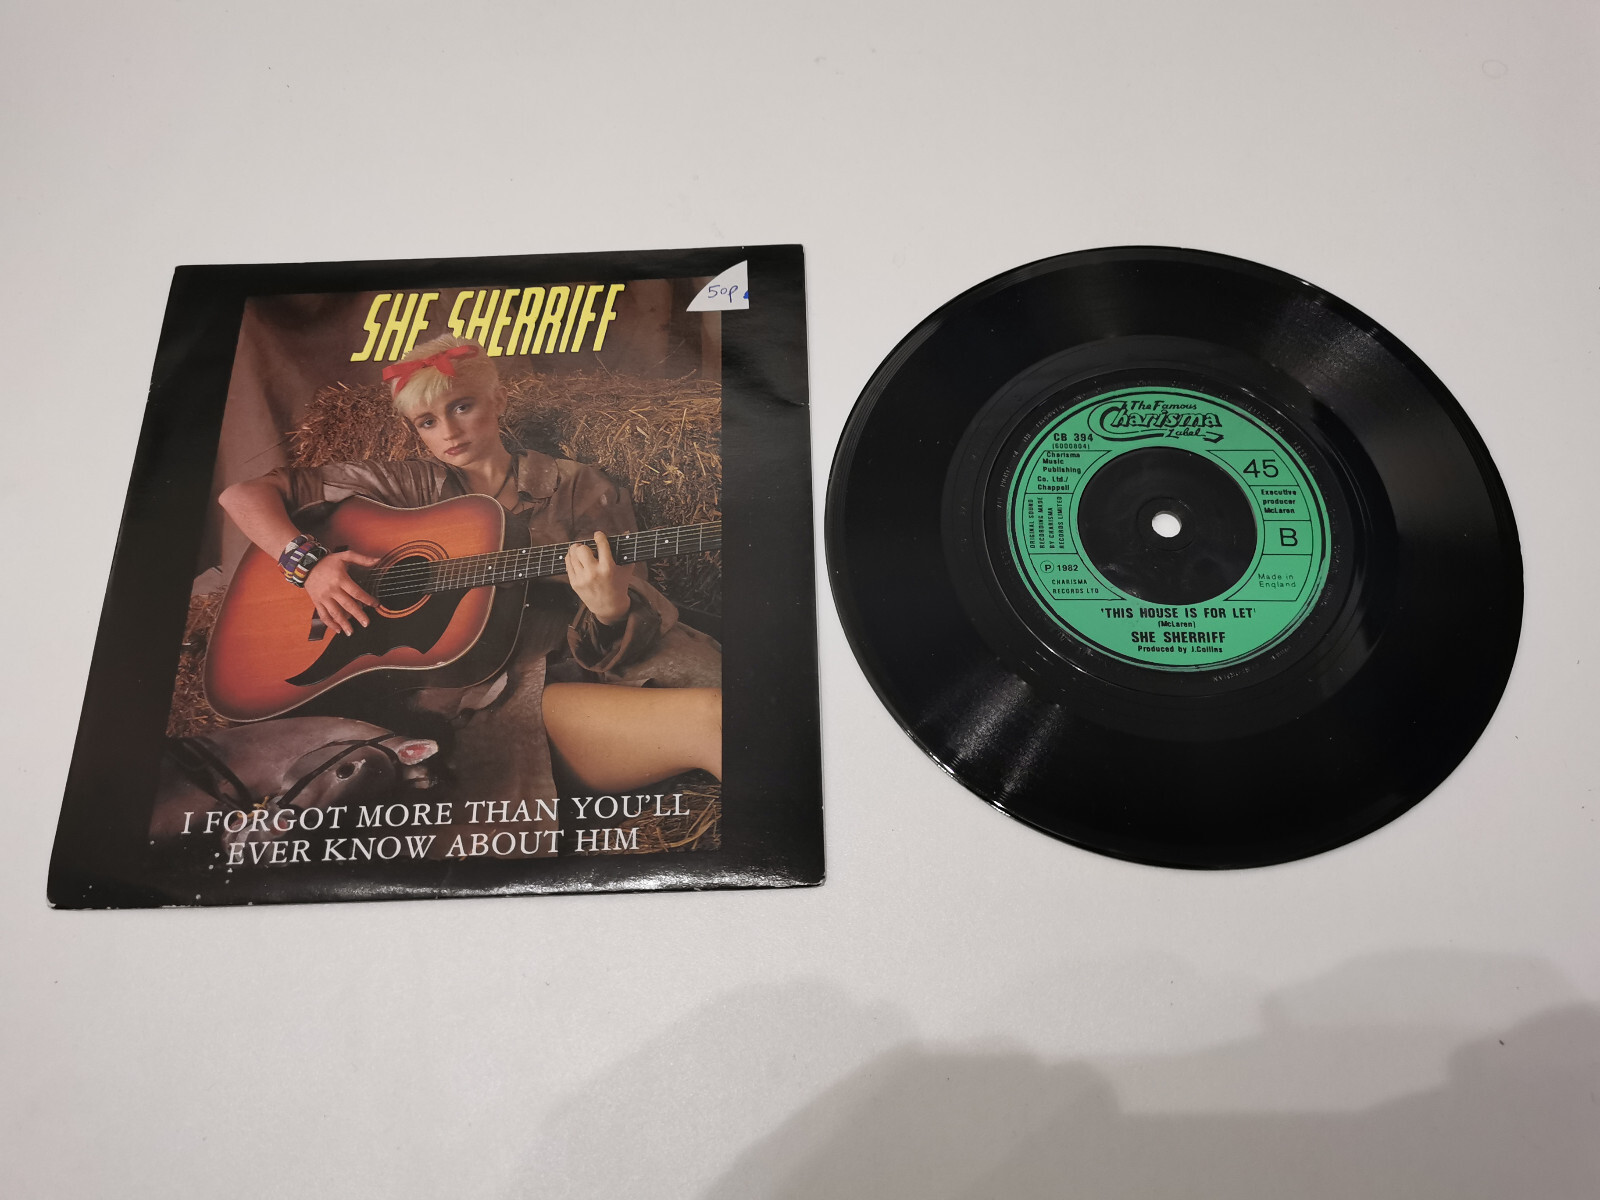 SHE SHERRIFF
50p.
I FORGOT MORE THAN YOU'LL
EVER KNOW ABOUT HIM
The Famous
Charisma
Label
CB 394
(6000804)
Charisma
Music
Publishing
Co. Ltd./
Chappell
ORIGINAL SOUND
RECORDING MADE
BY CHARISMA
RECORDS LIMITED
℗ 1982
CHARISMA
RECORDS LTD
45
Executive
producer
McLaren
B
Made in
England
'THIS HOUSE IS FOR LET'
(McLaren)
SHE SHERRIFF
Produced by J.Collins